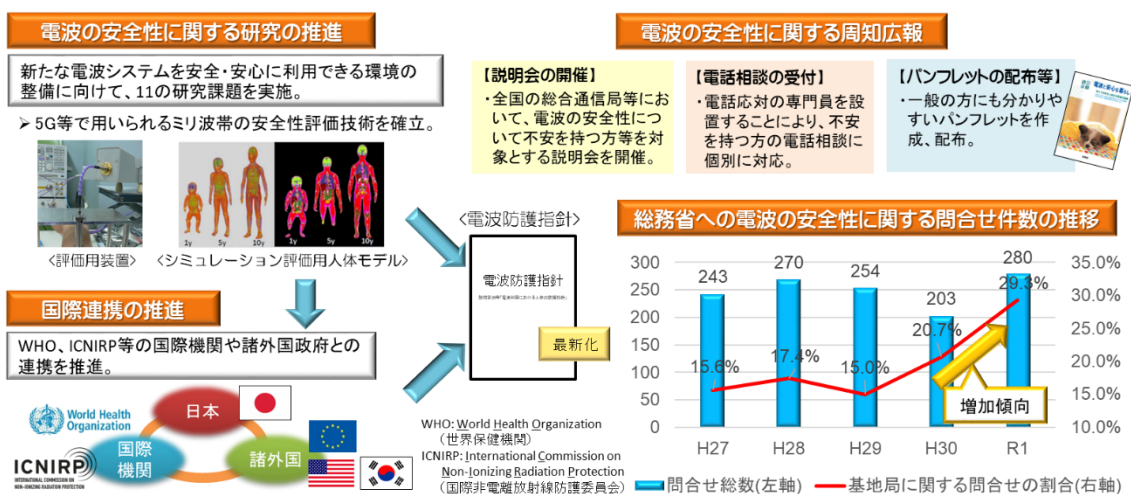 電波の安全性に関する研究の推進
新たな電波システムを安全・安心に利用できる環境の
整備に向けて、11の研究課題を実施。
➢ 5G等で用いられるミリ波帯の安全性評価技術を確立。
1y
5y
10y
1y
5y
10y
<評価用装置>
<シミュレーション評価用人体モデル>
国際連携の推進
WHO、ICNIRP等の国際機関や諸外国政府との
連携を推進。
World Health
Organization
日本
国際
機関
諸外国
ICNIRP
INTERNATIONAL COMMISSION ON
NON-IONIZING RADIATION PROTECTION
<電波防護指針>
電波防護指針
最新化
WHO: World Health Organization
(世界保健機関)
ICNIRP: International Commission on
Non-Ionizing Radiation Protection
(国際非電離放射線防護委員会)
電波の安全性に関する周知広報
【説明会の開催】
・全国の総合通信局等にお
いて、電波の安全性につ
いて不安を持つ方等を対
象とする説明会を開催。
【電話相談の受付】
・電話応対の専門員を設
置することにより、不安
を持つ方の電話相談に
個別に対応。
【パンフレットの配布等】
・一般の方にも分かりや
すいパンフレットを作
成、配布。
総務省への電波の安全性に関する問合せ件数の推移
300
250
200
150
100
50
0
243
270
254
203
280
15.6%
17.4%
15.0%
20.7%
29.3%
増加傾向
35.0%
30.0%
25.0%
20.0%
15.0%
10.0%
H27
H28
H29
H30
R1
問合せ総数(左軸)
基地局に関する問合せの割合(右軸)